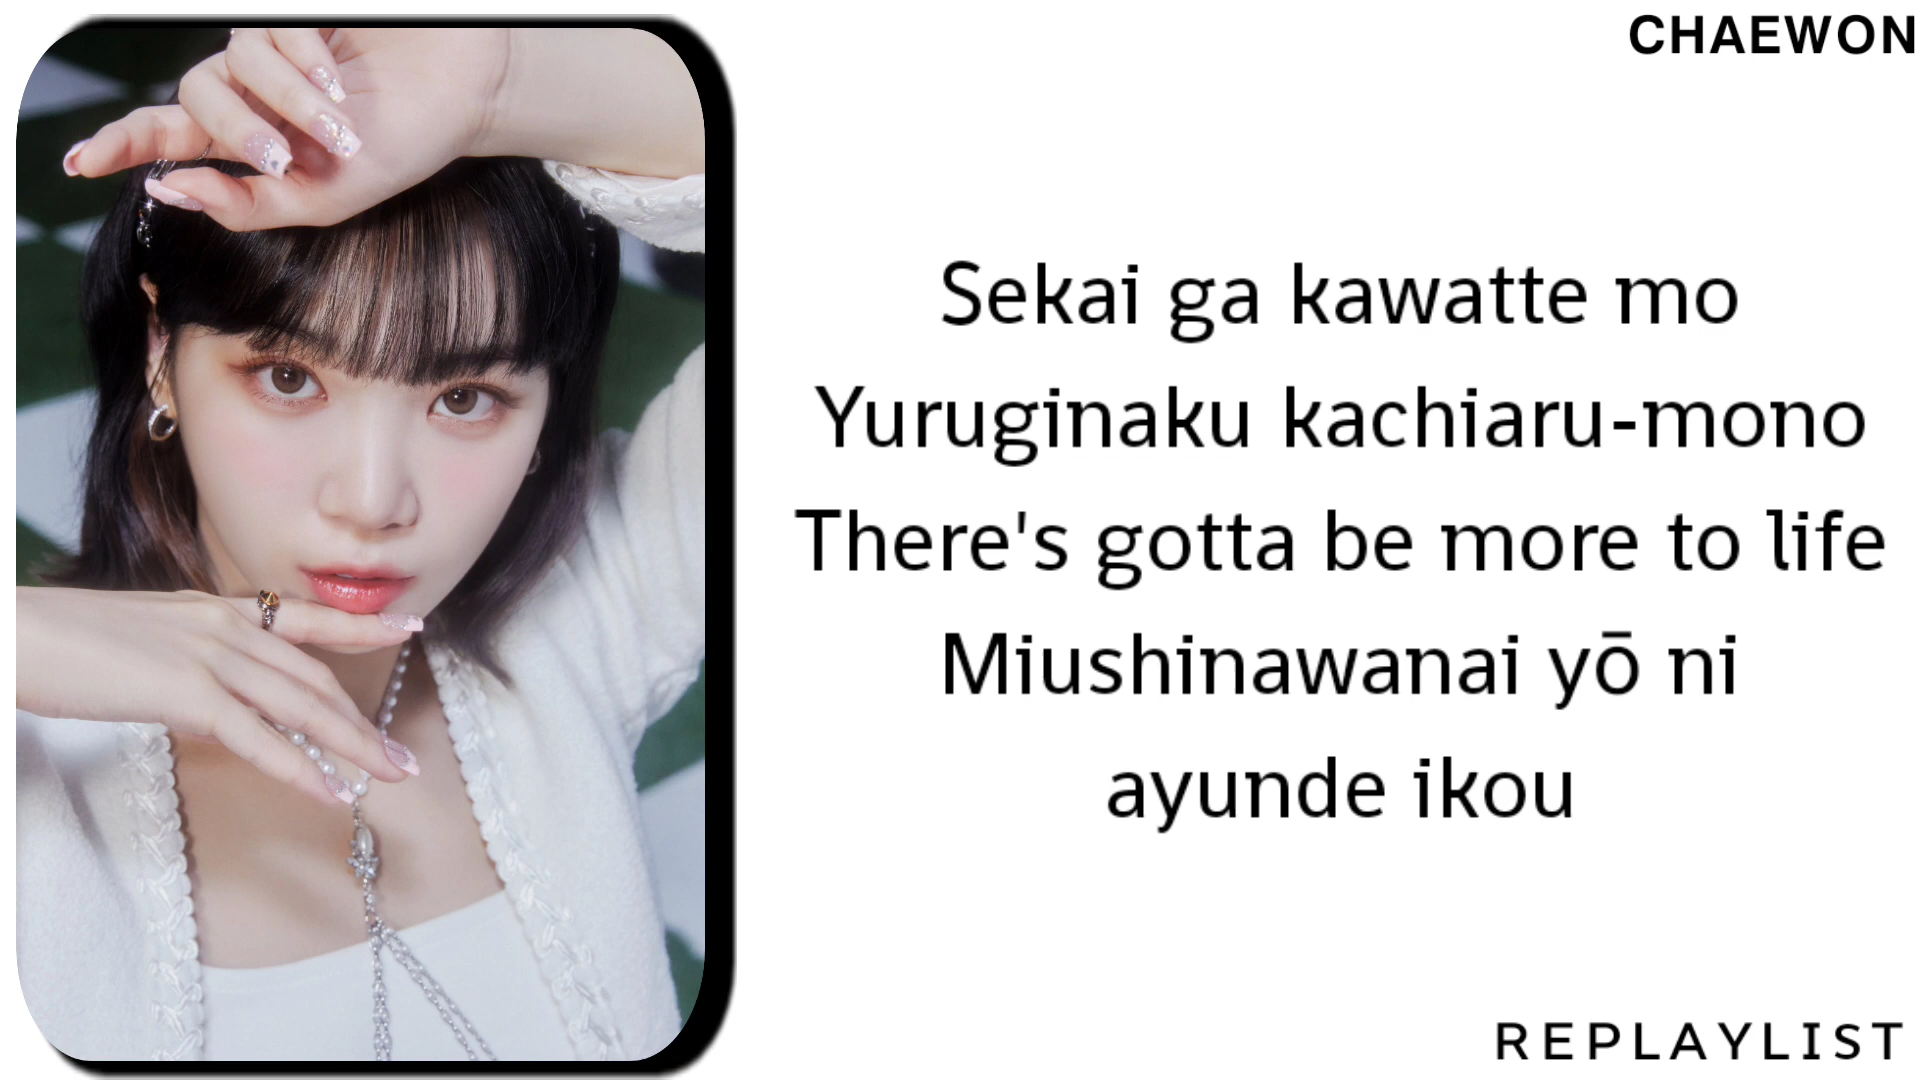 CHAEWON
Sekai ga kawatte mo
Yuruginaku kachiaru-mono
There's gotta be more to life
Miushinawanai yō ni
ayunde ikou
REPLAYLIST